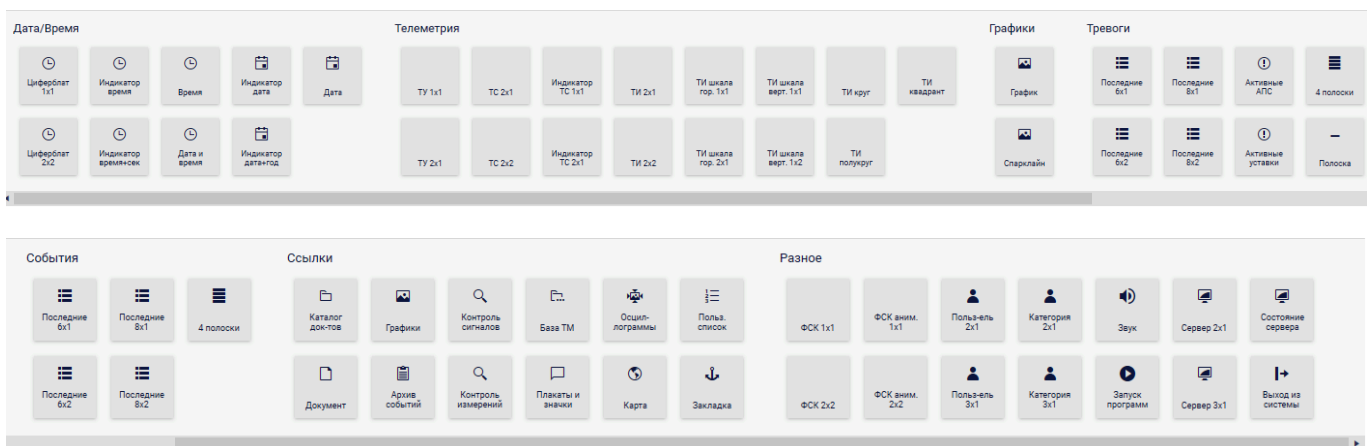 Дата/Время
Телеметрия
Графики
Тревоги
Циферблат
1x1
Индикатор
время
Время
Индикатор
дата
Дата
ТУ 1x1
ТС 2x1
Индикатор
ТС 1x1
ТИ 2x1
ТИ шкала
гор. 1x1
ТИ шкала
верт. 1x1
ТИ круг
ТИ
квадрант
График
Последние
6x1
Последние
8x1
Активные
АПС
4 полоски
Циферблат
2x2
Индикатор
время+сек
Дата и
время
Индикатор
дата+год
ТУ 2x1
ТС 2x2
Индикатор
ТС 2x1
ТИ 2x2
ТИ шкала
гор. 2x1
ТИ шкала
верт. 1x2
ТИ
полукруг
Спарклайн
Последние
6x2
Последние
8x2
Активные
уставки
Полоска
События
Ссылки
Разное
Последние
6x1
Последние
8x1
4 полоски
Каталог
док-тов
Графики
Контроль
сигналов
База ТМ
Осцил-
лограммы
Польз.
список
ФСК 1x1
ФСК аним.
1x1
Польз-ель
2x1
Категория
2x1
Звук
Сервер 2x1
Состояние
сервера
Последние
6x2
Последние
8x2
Документ
Архив
событий
Контроль
измерений
Плакаты и
значки
Карта
Закладка
ФСК 2x2
ФСК аним.
2x2
Польз-ель
3x1
Категория
3x1
Запуск
программ
Сервер 3x1
Выход из
системы